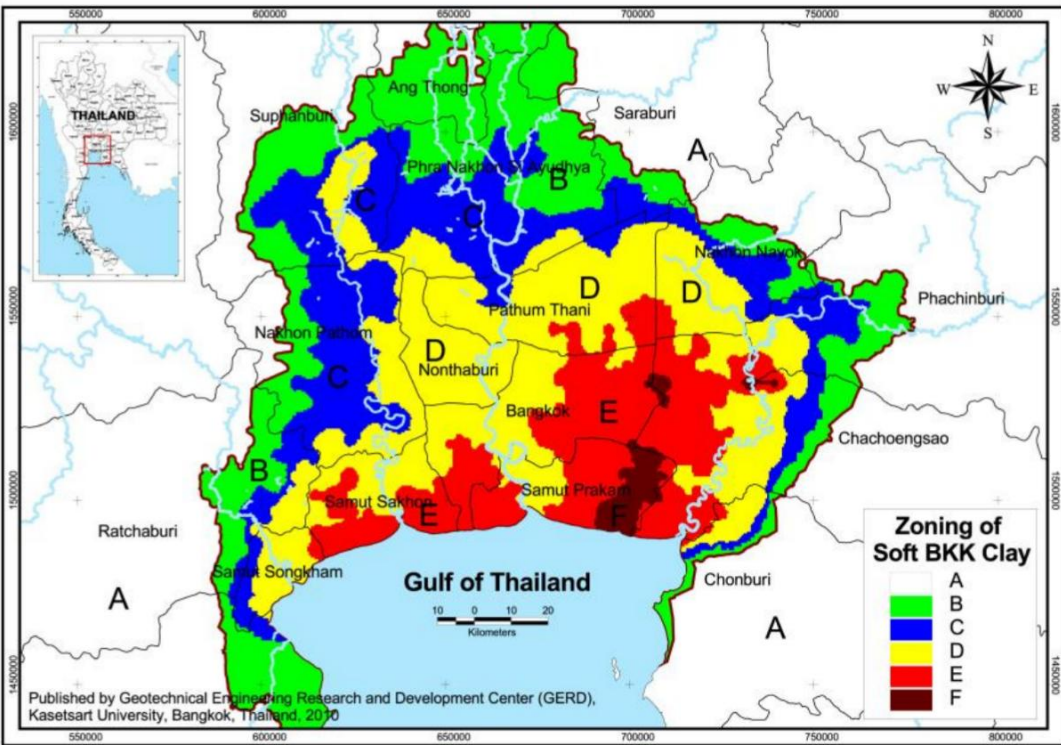 550000
600000
650000
700000
750000
800000
THAILAND
N
W
E
S
1600000
1600000
Ang Thong
Suphanburi
Saraburi
A
Phra Nakhon Si Ayudhya
B
C
C
Nakhon Nayok
D
D
Phachinburi
1550000
1550000
Pathum Thani
Nakhon Pathom
D
Nonthaburi
C
Bangkok
E
Chachoengsao
B
1500000
1500000
Samut Prakarn
Samut Sakhon
E
F
Ratchaburi
Samut Songkham
Gulf of Thailand
Chonburi
A
A
10 0 10 20
Kilometers
Zoning of
Soft BKK Clay
A
B
C
D
E
F
1450000
1450000
Published by Geotechnical Engineering Research and Development Center (GERD),
Kasetsart University, Bangkok, Thailand, 2010
550000
600000
650000
700000
750000
800000